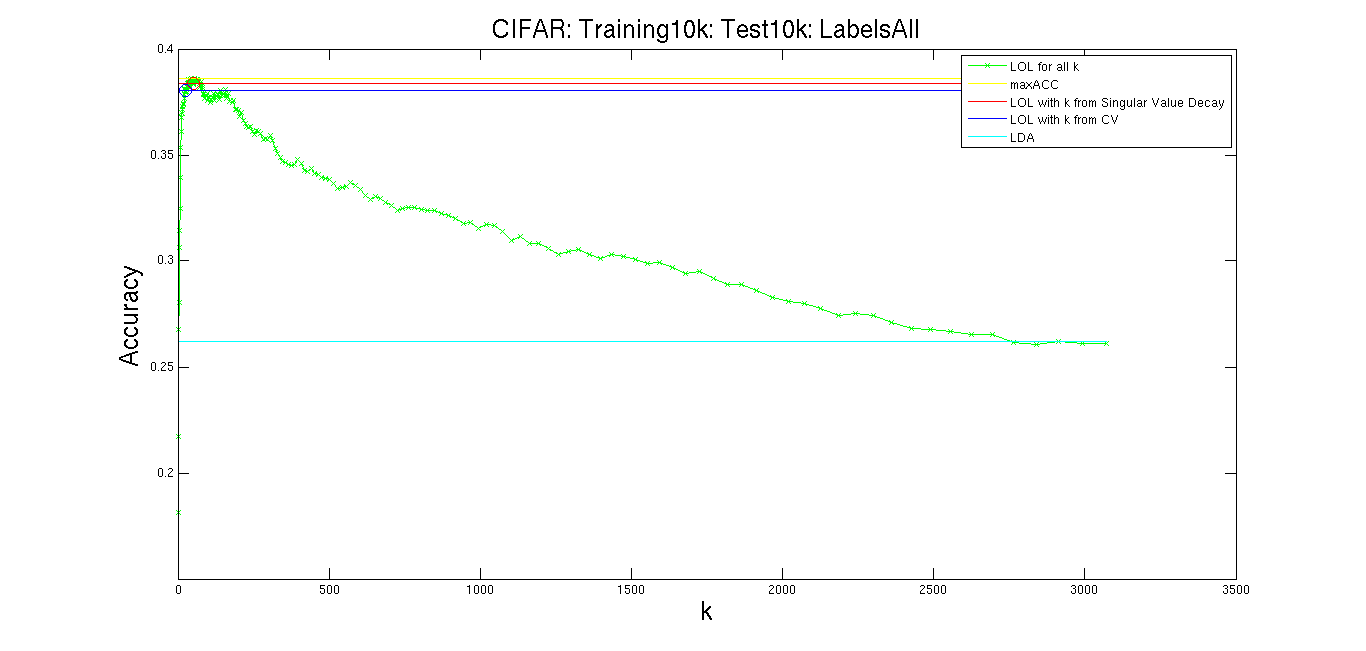 CIFAR: Training10k: Test10k: LabelsAll
0.4
0.35
0.3
0.25
0.2
Accuracy
LOL for all k
maxACC
LOL with k from Singular Value Decay
LOL with k from CV
LDA
0 500 1000 1500 2000 2500 3000 3500
k